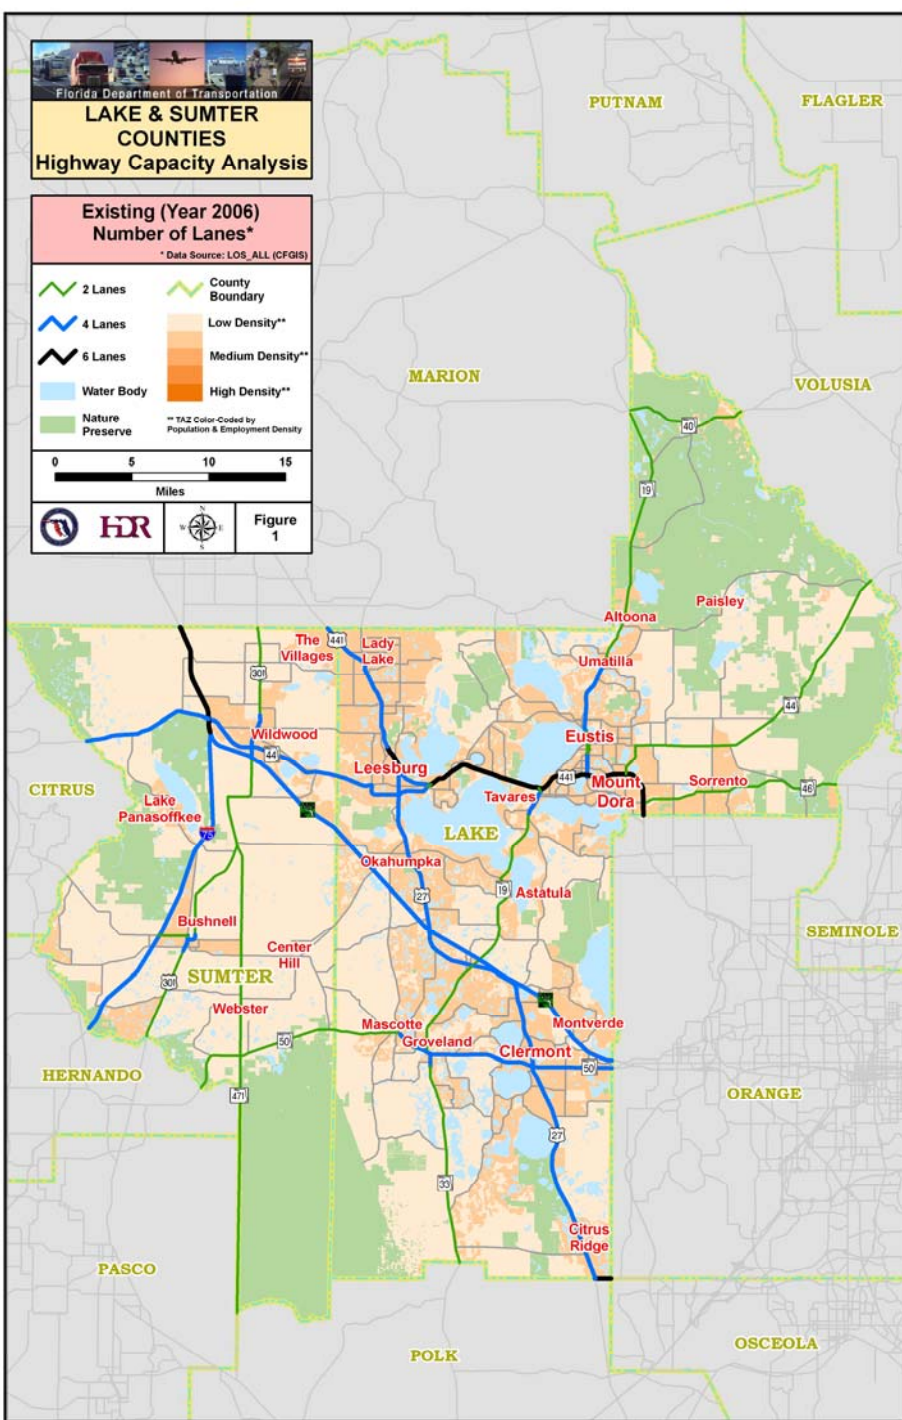 Florida Department of Transportation
LAKE & SUMTER
COUNTIES
Highway Capacity Analysis
Existing (Year 2006)
Number of Lanes*
* Data Source: LOS_ALL (CFGIS)
2 Lanes
4 Lanes
6 Lanes
Water Body
Nature
Preserve
County
Boundary
Low Density**
Medium Density**
High Density**
** TAZ Color-Coded by
Population & Employment Density
0 5 10 15
Miles
HDR
N
W E
S
Figure
1
PUTNAM
FLAGLER
MARION
VOLUSIA
40
19
Paisley
Altoona
The
Villages
441
Lady
Lake
Umatilla
301
44
Wildwood
44
Eustis
Leesburg
441
Mount
Dora
Sorrento
46
CITRUS
Lake
Panasoffkee
Tavares
LAKE
75
Okahumpka
27
19
Astatula
Bushnell
SEMINOLE
Center
Hill
301
SUMTER
Webster
Mascotte
Groveland
Montverde
50
Clermont
50
HERNANDO
471
ORANGE
27
33
Citrus
Ridge
PASCO
POLK
OSCEOLA